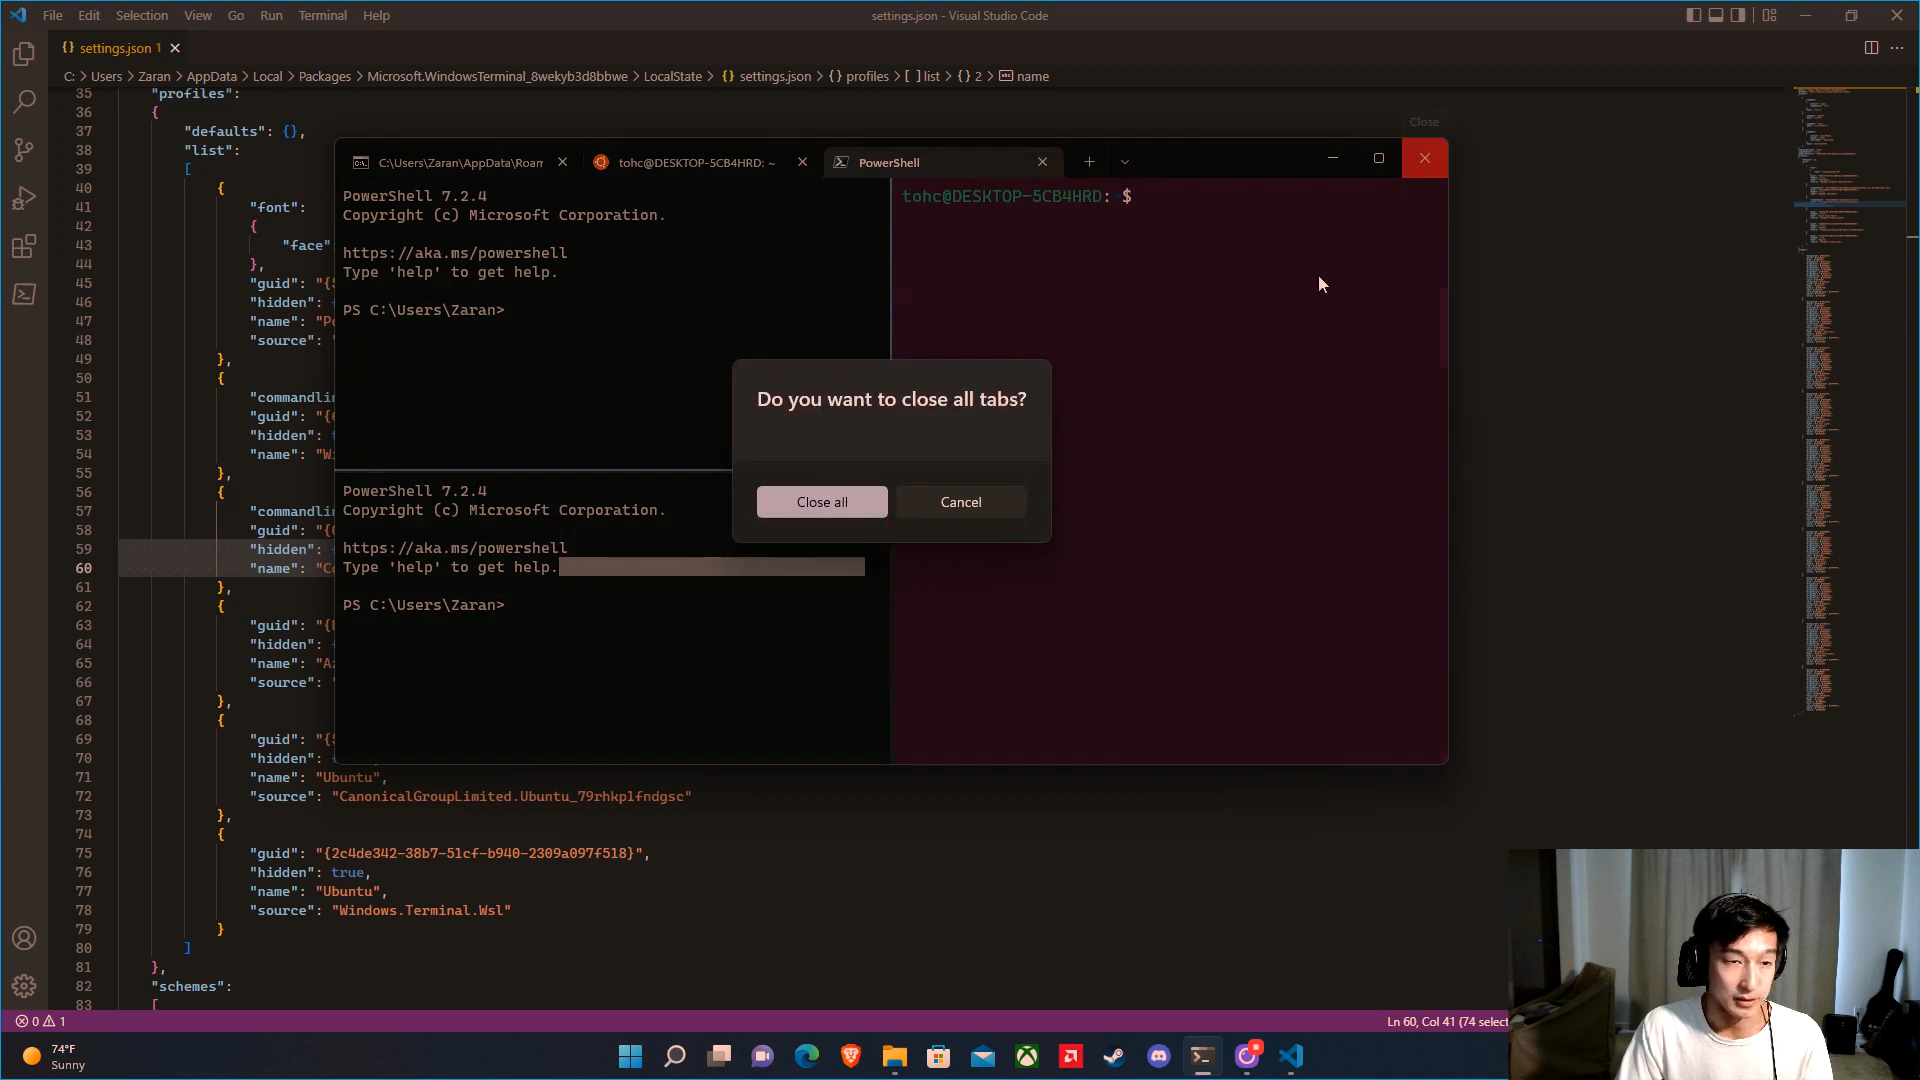 File Edit Selection View Go Run Terminal Help
settings.json - Visual Studio Code
settings.json 1
C: > Users > Zaran > AppData > Local > Packages > Microsoft.WindowsTerminal_8wekyb3d8bbwe > LocalState > {} settings.json > {} profiles > [ ] list > {} 2 > name
35 "profiles":
36 {
37 "defaults": {},
38 "list":
39 [
40 {
41 "font":
42 {
43 "face"
44 },
45 "guid": "{
46 "hidden":
47 "name": "P
48 "source": "
49 },
50 {
51 "commandlin
52 "guid": "{
53 "hidden":
54 "name": "Wi
55 },
56 {
57 "commandlin
58 "guid": "{
59 "hidden":
60 "name": "C
61 },
62 {
63 "guid": "{
64 "hidden":
65 "name": "Az
66 "source": "
67 },
68 {
69 "guid": "{
70 "hidden":
71 "name": "Ubuntu",
72 "source": "CanonicalGroupLimited.Ubuntu_79rhkp1fndgsc"
73 },
74 {
75 "guid": "{2c4de342-38b7-51cf-b940-2309a097f518}",
76 "hidden": true,
77 "name": "Ubuntu",
78 "source": "Windows.Terminal.Wsl"
79 }
80 ]
81 },
82 "schemes":
83 [
Close
C:\Users\Zaran\AppData\Roam
tohc@DESKTOP-5CB4HRD: ~
PowerShell
PowerShell 7.2.4
Copyright (c) Microsoft Corporation.
https://aka.ms/powershell
Type 'help' to get help.
PS C:\Users\Zaran>
tohc@DESKTOP-5CB4HRD: $
Do you want to close all tabs?
Close all
Cancel
PowerShell 7.2.4
Copyright (c) Microsoft Corporation.
https://aka.ms/powershell
Type 'help' to get help.
PS C:\Users\Zaran>
0 1
Ln 60, Col 41 (74 select
74°F
Sunny